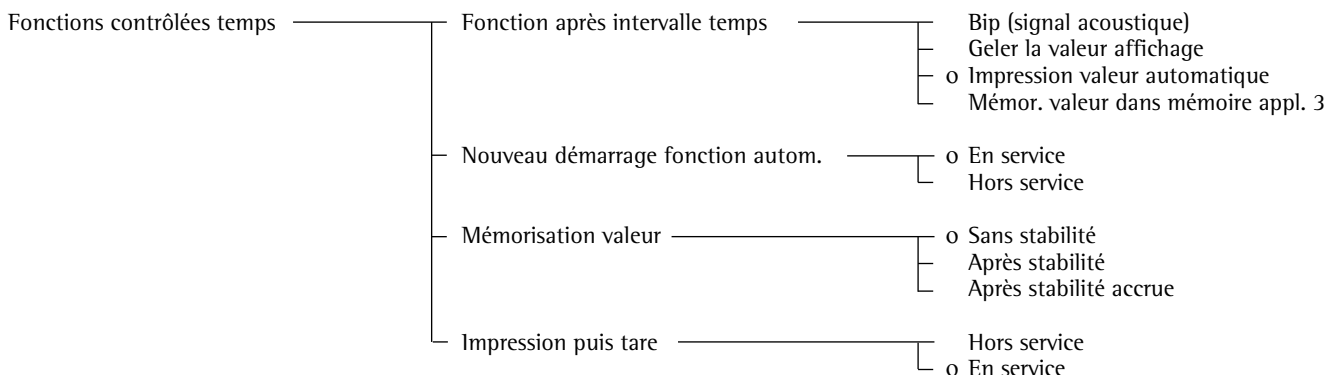 Fonctions contrôlées temps Fonction après intervalle temps Bip (signal acoustique)
Geler la valeur affichage
o Impression valeur automatique
Mémor. valeur dans mémoire appl. 3
Nouveau démarrage fonction autom. o En service
Hors service
Mémorisation valeur o Sans stabilité
Après stabilité
Après stabilité accrue
Impression puis tare Hors service
o En service